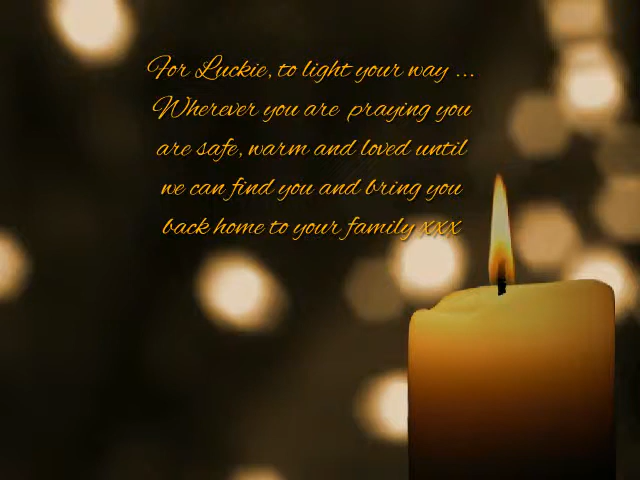 For Luckie, to light your way ...
Wherever you are praying you
are safe, warm and loved until
we can find you and bring you
back home to your family xxx